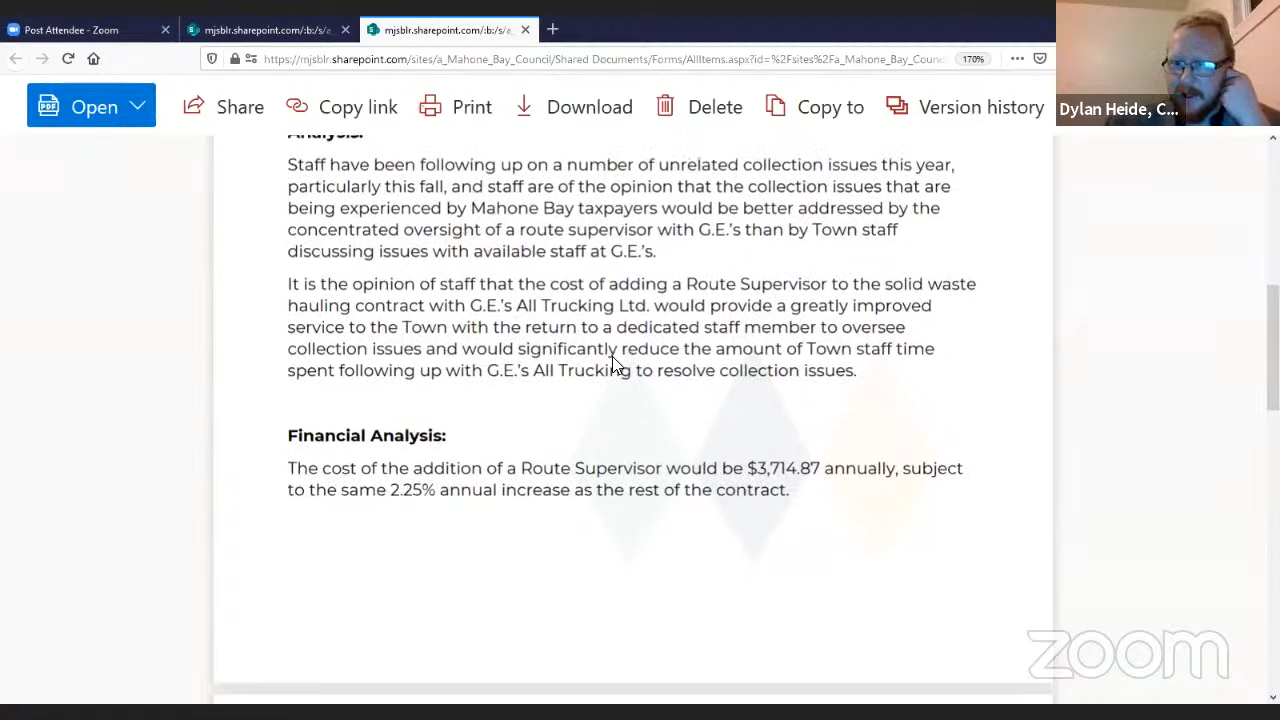 Post Attendee - Zoom
mjsblr.sharepoint.com/:b:/s/a_
mjsblr.sharepoint.com/:b:/s/a_
https://mjsblr.sharepoint.com/sites/a_Mahone_Bay_Council/Shared Documents/Forms/AllItems.aspx?id=%2Fsites%2Fa_Mahone_Bay_Counc
170%
Open
Share
Copy link
Print
Download
Delete
Copy to
Version history
Dylan Heide, C...
Analysis:
Staff have been following up on a number of unrelated collection issues this year,
particularly this fall, and staff are of the opinion that the collection issues that are
being experienced by Mahone Bay taxpayers would be better addressed by the
concentrated oversight of a route supervisor with G.E.'s than by Town staff
discussing issues with available staff at G.E.'s.
It is the opinion of staff that the cost of adding a Route Supervisor to the solid waste
hauling contract with G.E.'s All Trucking Ltd. would provide a greatly improved
service to the Town with the return to a dedicated staff member to oversee
collection issues and would significantly reduce the amount of Town staff time
spent following up with G.E.'s All Trucking to resolve collection issues.
Financial Analysis:
The cost of the addition of a Route Supervisor would be $3,714.87 annually, subject
to the same 2.25% annual increase as the rest of the contract.
zoom